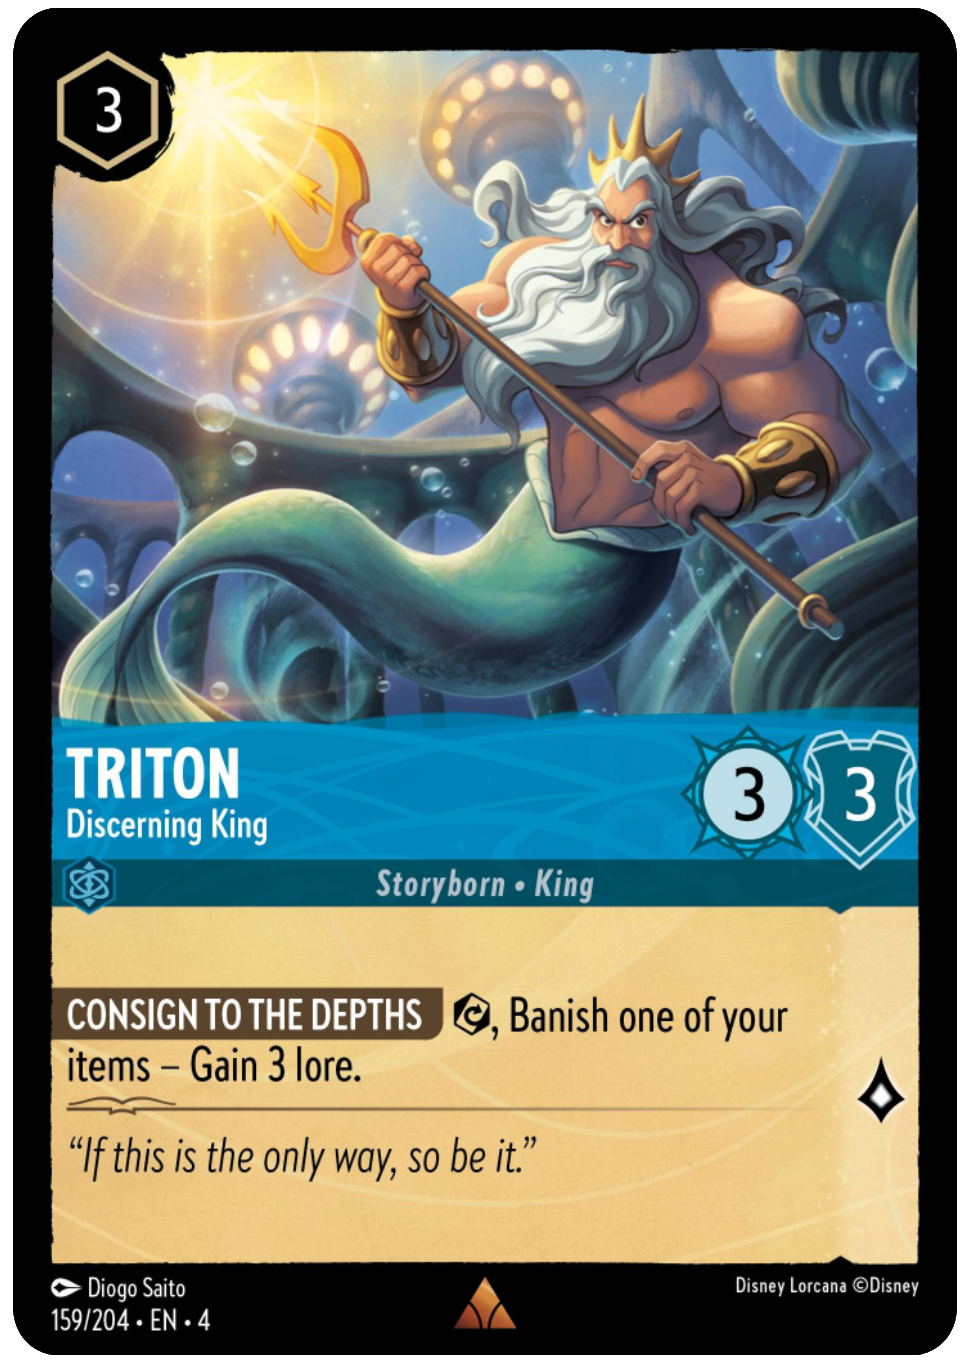 3
TRITON
Discerning King
3
3
Storyborn • King
CONSIGN TO THE DEPTHS , Banish one of your
items – Gain 3 lore.
“If this is the only way, so be it.”
Diogo Saito
159/204 • EN • 4
Disney Lorcana ©Disney